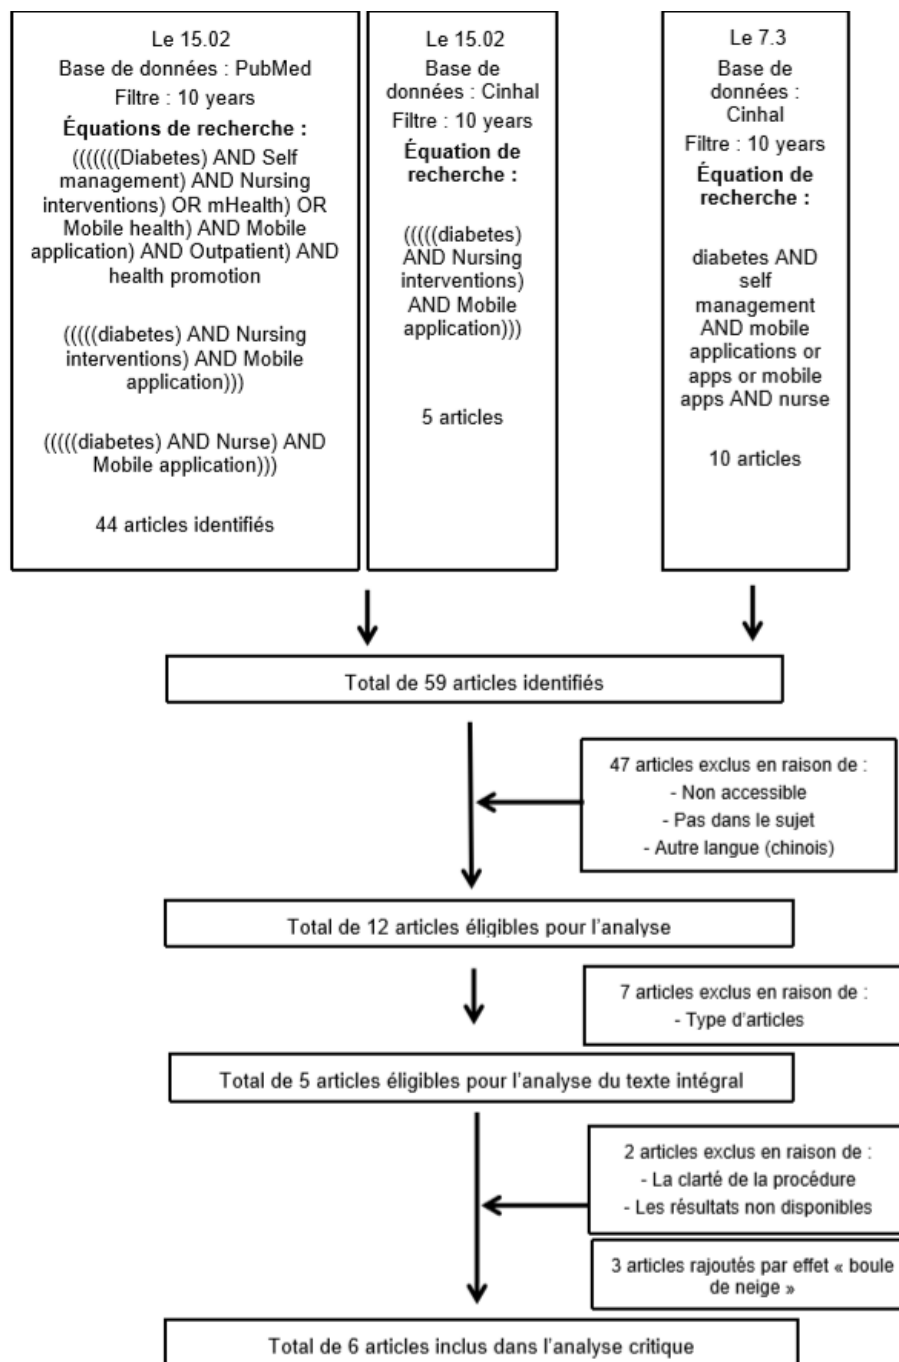 Le 15.02
Base de données : PubMed
Filtre : 10 years
Équations de recherche :
(((((((Diabetes) AND Self
management) AND Nursing
interventions) OR mHealth) OR
Mobile health) AND Mobile
application) AND Outpatient) AND
health promotion
(((((diabetes) AND Nursing
interventions) AND Mobile
application)))
(((((diabetes) AND Nurse) AND
Mobile application)))
44 articles identifiés
Le 15.02
Base de
données : Cinhal
Filtre : 10 years
Équation de
recherche :
(((((diabetes)
AND Nursing
interventions)
AND Mobile
application)))
5 articles
Le 7.3
Base de
données :
Cinhal
Filtre : 10 years
Équation de
recherche :
diabetes AND
self
management
AND mobile
applications or
apps or mobile
apps AND nurse
10 articles
Total de 59 articles identifiés
47 articles exclus en raison de :
- Non accessible
- Pas dans le sujet
- Autre langue (chinois)
Total de 12 articles éligibles pour l'analyse
7 articles exclus en raison de :
- Type d'articles
Total de 5 articles éligibles pour l'analyse du texte intégral
2 articles exclus en raison de :
- La clarté de la procédure
- Les résultats non disponibles
3 articles rajoutés par effet « boule
de neige »
Total de 6 articles inclus dans l'analyse critique